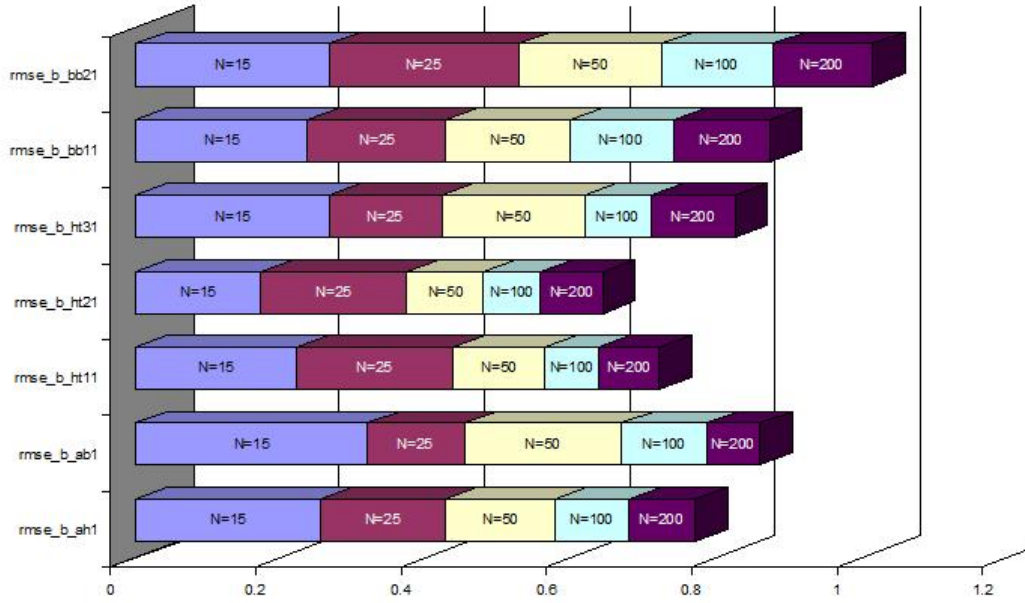 rmse_b_bb21 N=15 N=25 N=50 N=100 N=200
rmse_b_bb11 N=15 N=25 N=50 N=100 N=200
rmse_b_ht31 N=15 N=25 N=50 N=100 N=200
rmse_b_ht21 N=15 N=25 N=50 N=100 N=200
rmse_b_ht11 N=15 N=25 N=50 N=100 N=200
rmse_b_ab1 N=15 N=25 N=50 N=100 N=200
rmse_b_ah1 N=15 N=25 N=50 N=100 N=200
0 0.2 0.4 0.6 0.8 1 1.2